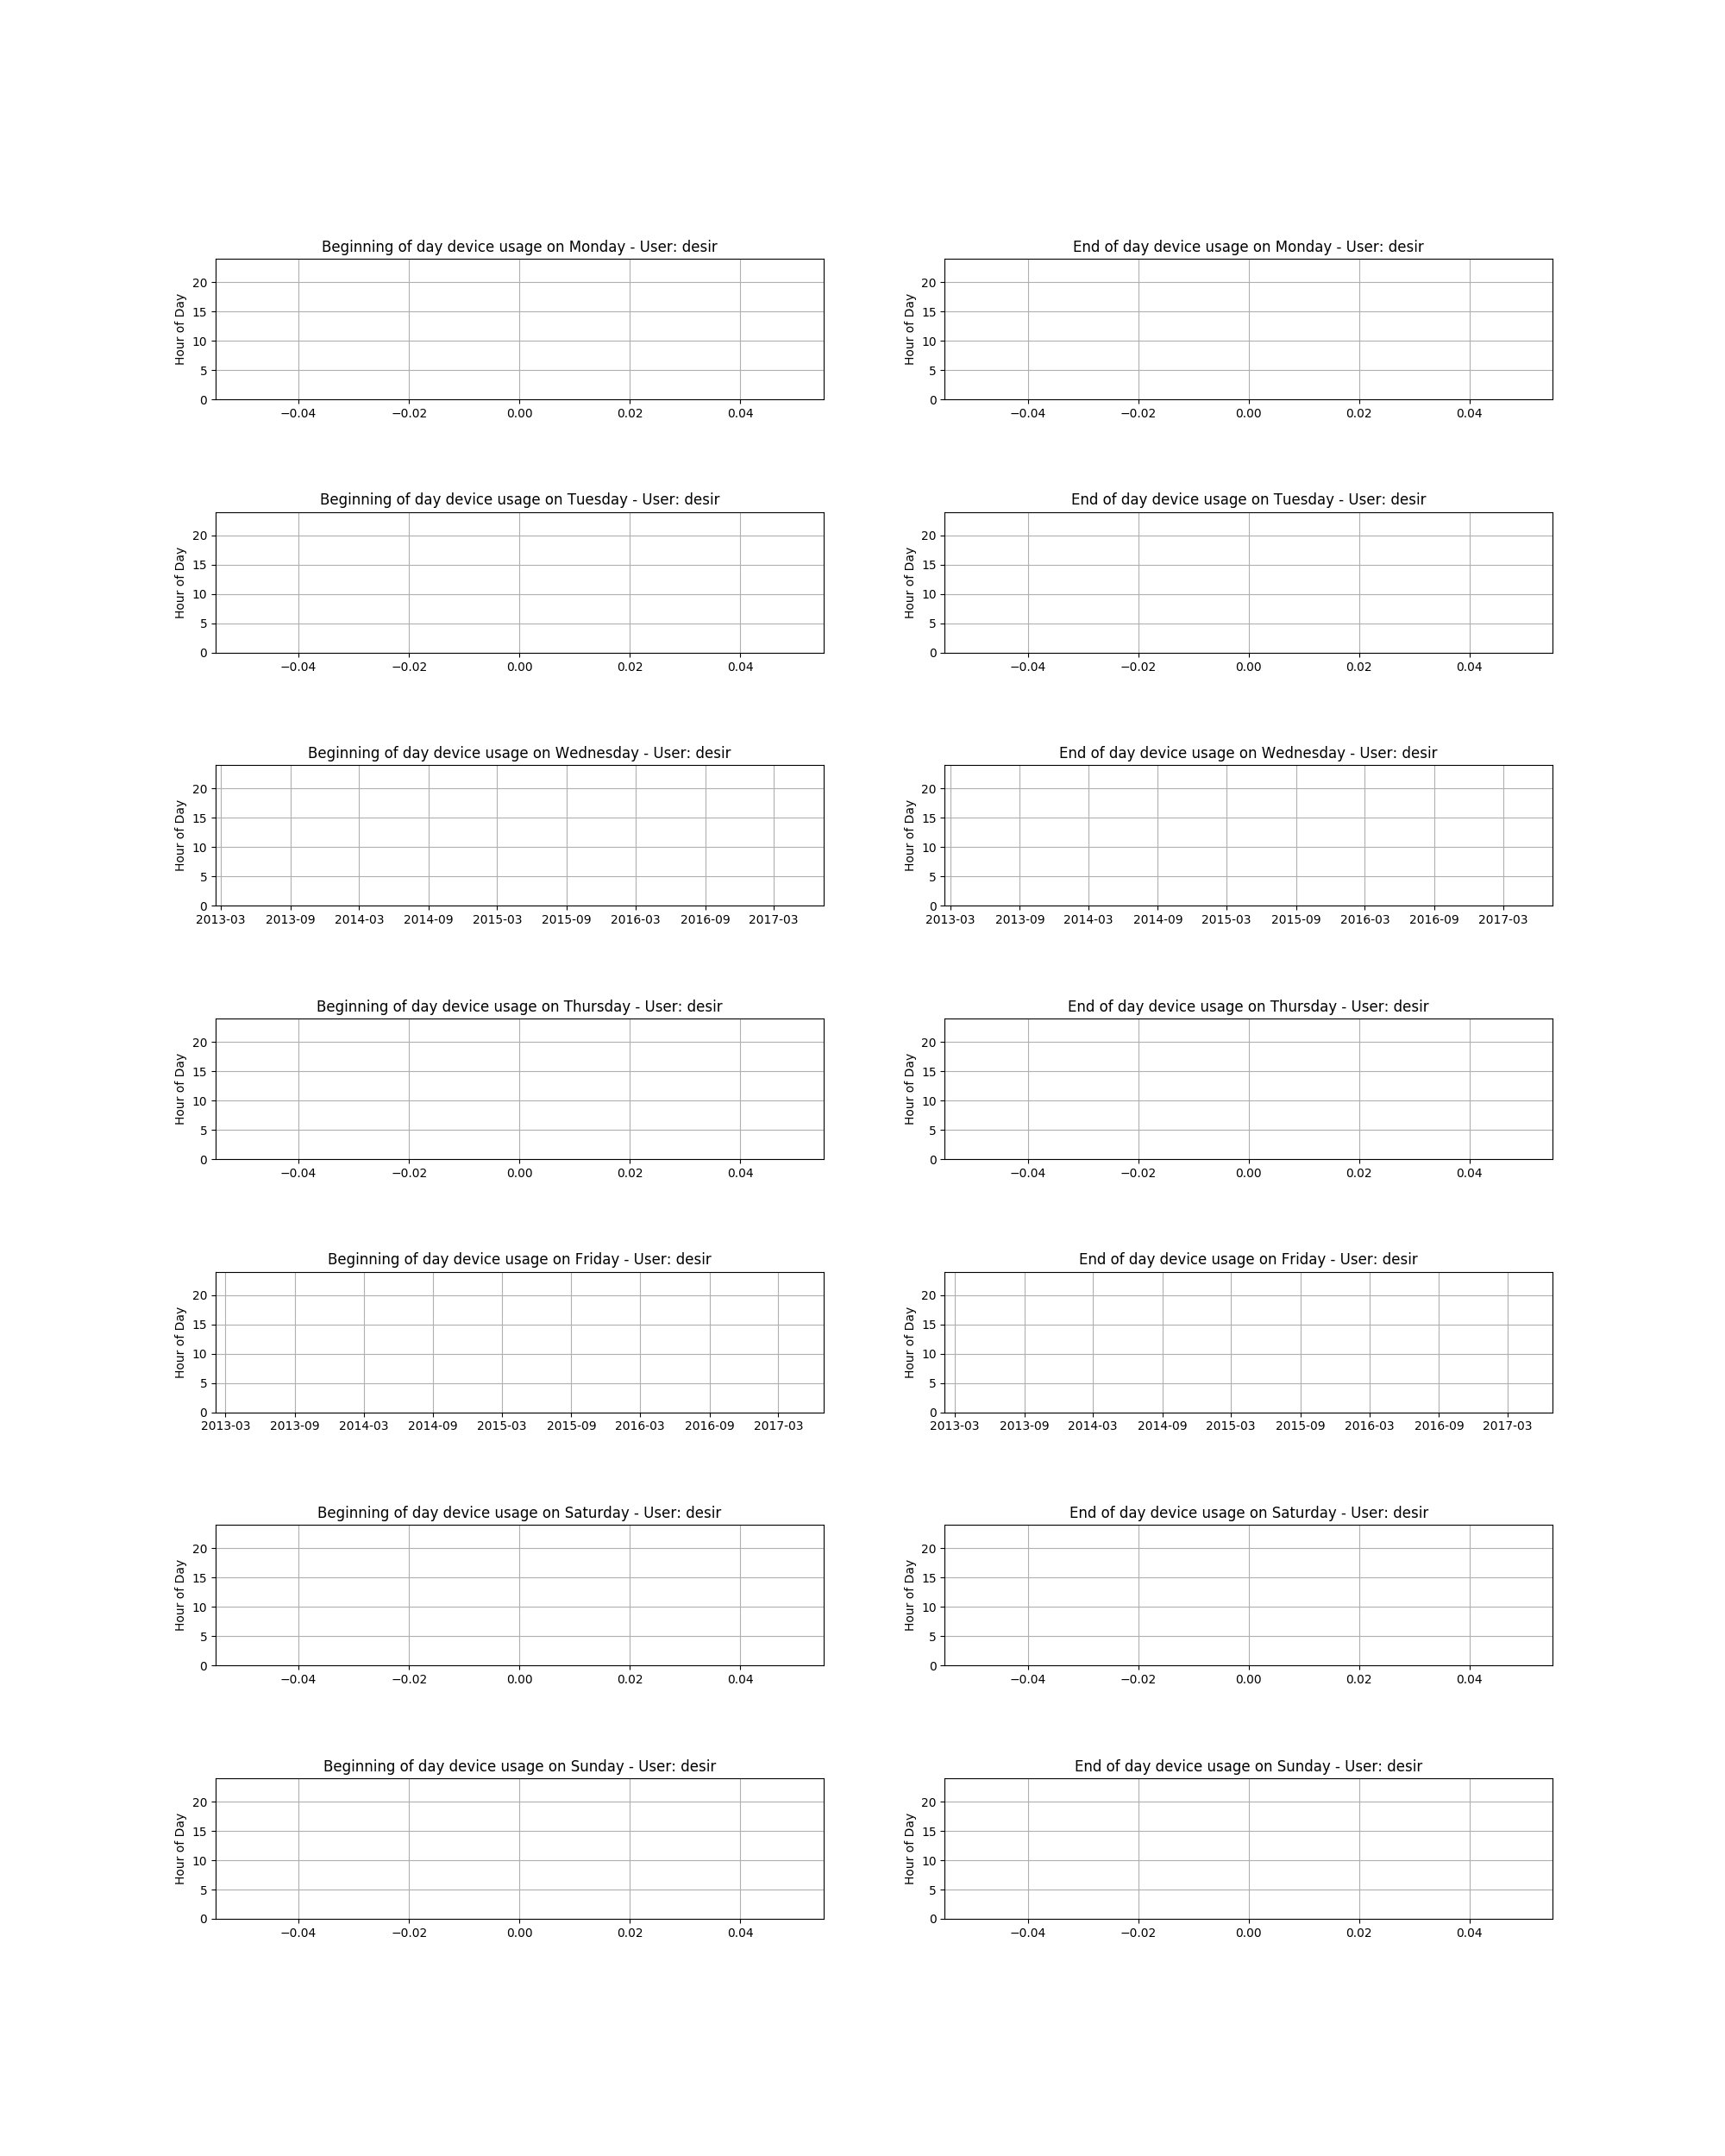 Beginning of day device usage on Monday - User: desir
Hour of Day
20
15
10
5
0
−0.04 −0.02 0.00 0.02 0.04
End of day device usage on Monday - User: desir
Hour of Day
20
15
10
5
0
−0.04 −0.02 0.00 0.02 0.04
Beginning of day device usage on Tuesday - User: desir
Hour of Day
20
15
10
5
0
−0.04 −0.02 0.00 0.02 0.04
End of day device usage on Tuesday - User: desir
Hour of Day
20
15
10
5
0
−0.04 −0.02 0.00 0.02 0.04
Beginning of day device usage on Wednesday - User: desir
Hour of Day
20
15
10
5
0
2013-03 2013-09 2014-03 2014-09 2015-03 2015-09 2016-03 2016-09 2017-03
End of day device usage on Wednesday - User: desir
Hour of Day
20
15
10
5
0
2013-03 2013-09 2014-03 2014-09 2015-03 2015-09 2016-03 2016-09 2017-03
Beginning of day device usage on Thursday - User: desir
Hour of Day
20
15
10
5
0
−0.04 −0.02 0.00 0.02 0.04
End of day device usage on Thursday - User: desir
Hour of Day
20
15
10
5
0
−0.04 −0.02 0.00 0.02 0.04
Beginning of day device usage on Friday - User: desir
Hour of Day
20
15
10
5
0
2013-03 2013-09 2014-03 2014-09 2015-03 2015-09 2016-03 2016-09 2017-03
End of day device usage on Friday - User: desir
Hour of Day
20
15
10
5
0
2013-03 2013-09 2014-03 2014-09 2015-03 2015-09 2016-03 2016-09 2017-03
Beginning of day device usage on Saturday - User: desir
Hour of Day
20
15
10
5
0
−0.04 −0.02 0.00 0.02 0.04
End of day device usage on Saturday - User: desir
Hour of Day
20
15
10
5
0
−0.04 −0.02 0.00 0.02 0.04
Beginning of day device usage on Sunday - User: desir
Hour of Day
20
15
10
5
0
−0.04 −0.02 0.00 0.02 0.04
End of day device usage on Sunday - User: desir
Hour of Day
20
15
10
5
0
−0.04 −0.02 0.00 0.02 0.04